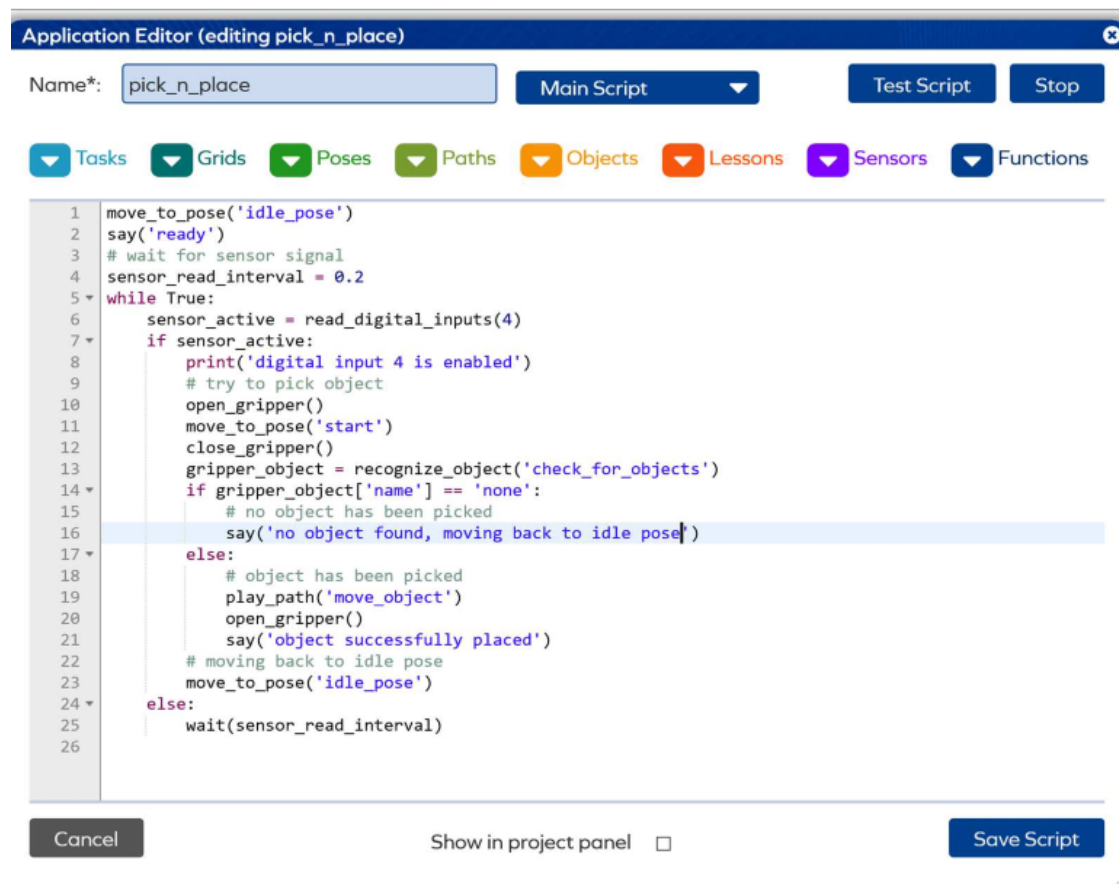 Application Editor (editing pick_n_place)
Name*: pick_n_place Main Script Test Script Stop
Tasks Grids Poses Paths Objects Lessons Sensors Functions
1 move_to_pose('idle_pose')
2 say('ready')
3 # wait for sensor signal
4 sensor_read_interval = 0.2
5 while True:
6     sensor_active = read_digital_inputs(4)
7     if sensor_active:
8         print('digital input 4 is enabled')
9         # try to pick object
10         open_gripper()
11         move_to_pose('start')
12         close_gripper()
13         gripper_object = recognize_object('check_for_objects')
14         if gripper_object['name'] == 'none':
15             # no object has been picked
16             say('no object found, moving back to idle pose')
17         else:
18             # object has been picked
19             play_path('move_object')
20             open_gripper()
21             say('object successfully placed')
22         # moving back to idle pose
23         move_to_pose('idle_pose')
24     else:
25         wait(sensor_read_interval)
26
Cancel Show in project panel Save Script